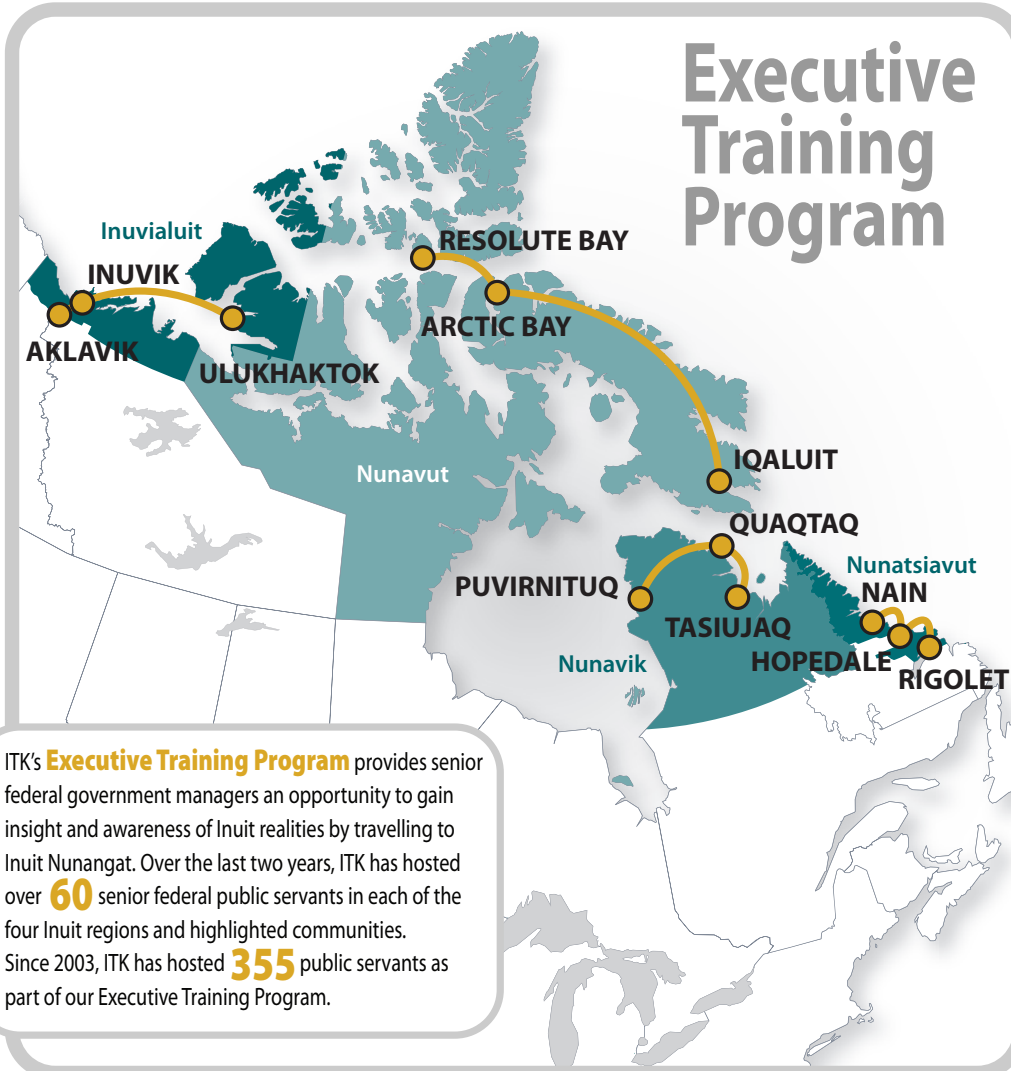 Executive
Training
Program
Inuvialuit
RESOLUTE BAY
INUVIK
ARCTIC BAY
AKLAVIK
ULUKHAKTOK
Nunavut
IQALUIT
QUAQTAQ
Nunatsiavut
PUVIRNITUQ
NAIN
TASIUJAQ
Nunavik
HOPEDALE
RIGOLET
ITK’s Executive Training Program provides senior
federal government managers an opportunity to gain
insight and awareness of Inuit realities by travelling to
Inuit Nunangat. Over the last two years, ITK has hosted
over 60 senior federal public servants in each of the
four Inuit regions and highlighted communities.
Since 2003, ITK has hosted 355 public servants as
part of our Executive Training Program.